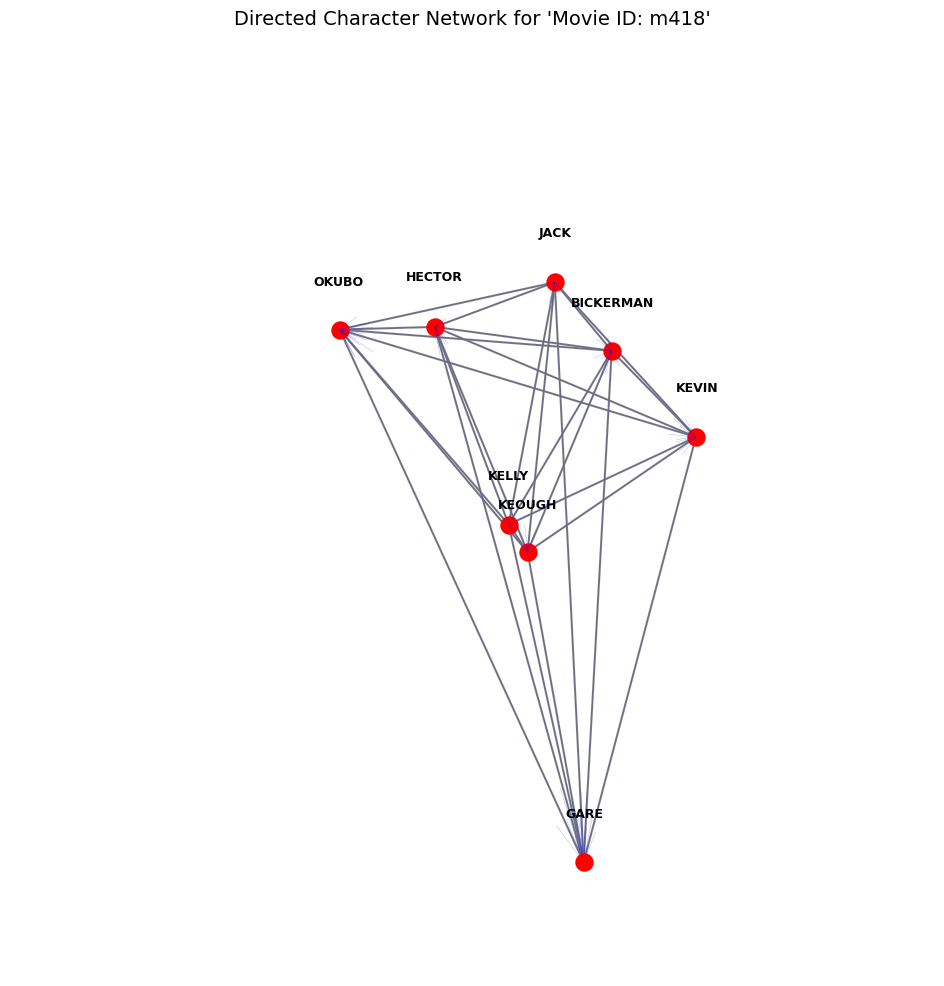 Directed Character Network for 'Movie ID: m418'
JACK
HECTOR
OKUBO
BICKERMAN
KEVIN
KELLY
KEOUGH
GARE